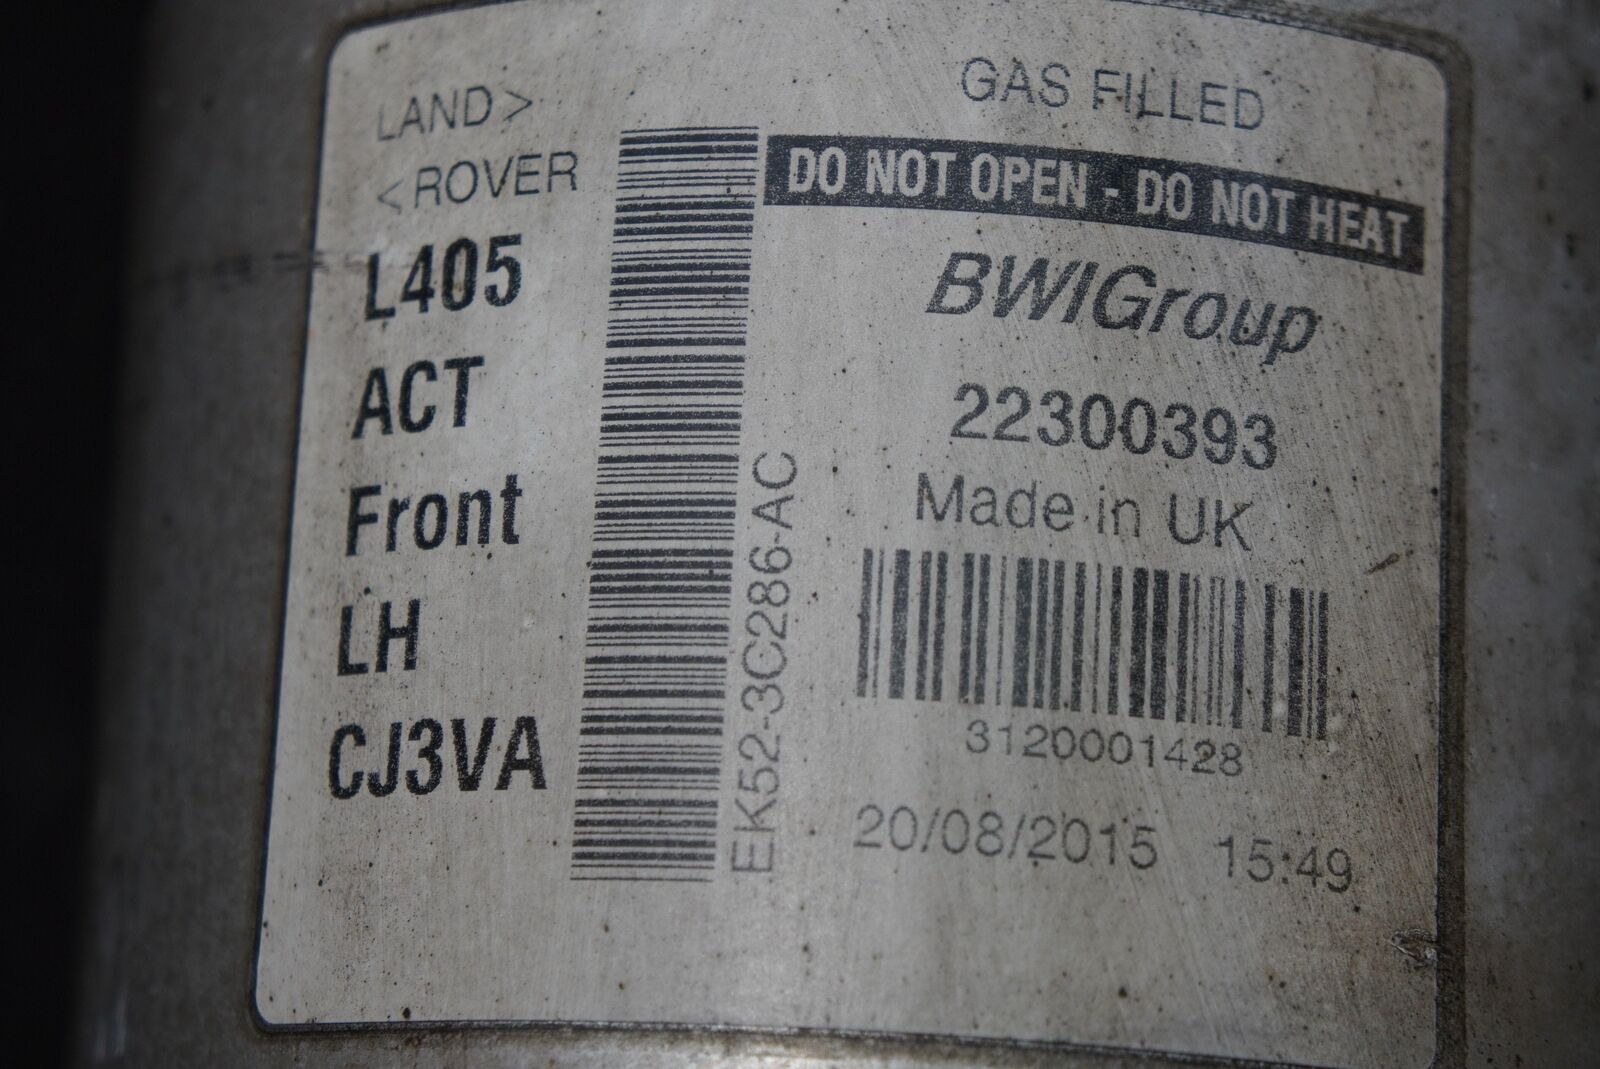 LAND>
<ROVER
L405
ACT
Front
LH
CJ3VA
EK52-3C286-AC
GAS FILLED
DO NOT OPEN - DO NOT HEAT
BWIGroup
22300393
Made in UK
3120001428
20/08/2015 15:49